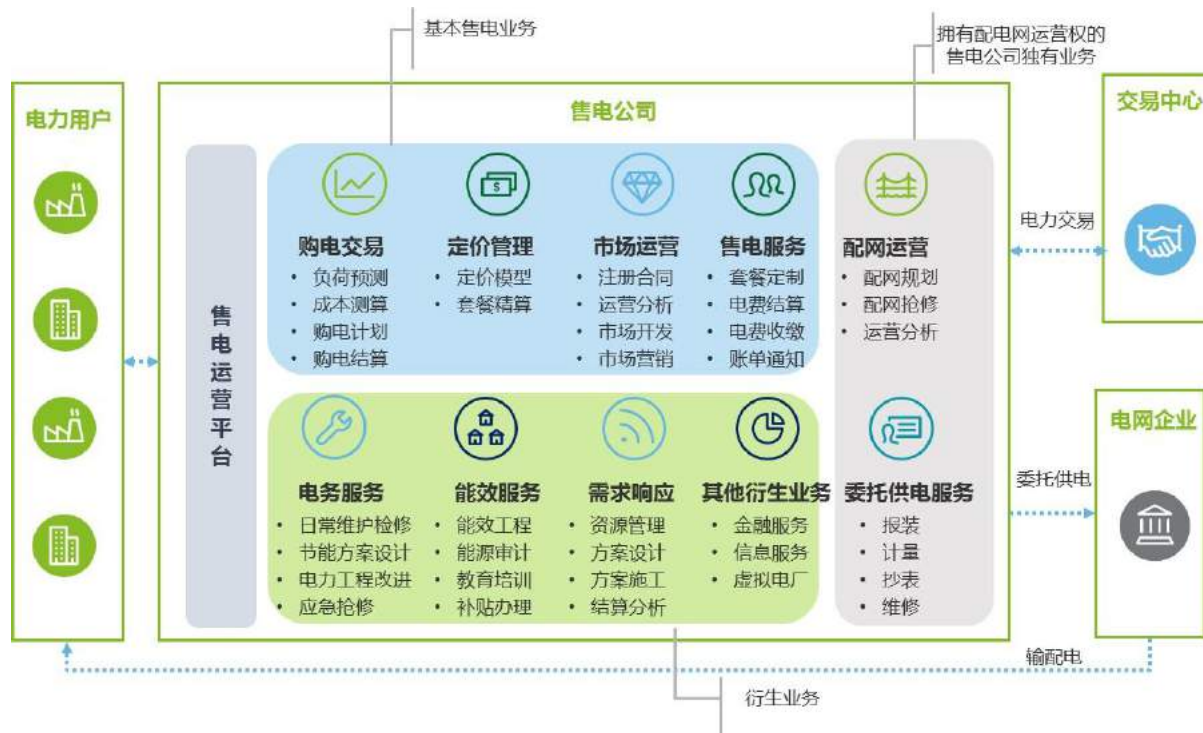 基本售电业务
拥有配电网运营权的
售电公司独有业务
电力用户
售电公司
交易中心
售电运营平台
购电交易
• 负荷预测
• 成本测算
• 购电计划
• 购电结算
定价管理
• 定价模型
• 套餐精算
市场运营
• 注册合同
• 运营分析
• 市场开发
• 市场营销
售电服务
• 套餐定制
• 电费结算
• 电费收缴
• 账单通知
配网运营
• 配网规划
• 配网抢修
• 运营分析
电力交易
电务服务
• 日常维护检修
• 节能方案设计
• 电力工程改进
• 应急抢修
能效服务
• 能效工程
• 能源审计
• 教育培训
• 补贴办理
需求响应
• 资源管理
• 方案设计
• 方案施工
• 结算分析
其他衍生业务
• 金融服务
• 信息服务
• 虚拟电厂
委托供电服务
• 报装
• 计量
• 抄表
• 维修
委托供电
电网企业
输配电
衍生业务